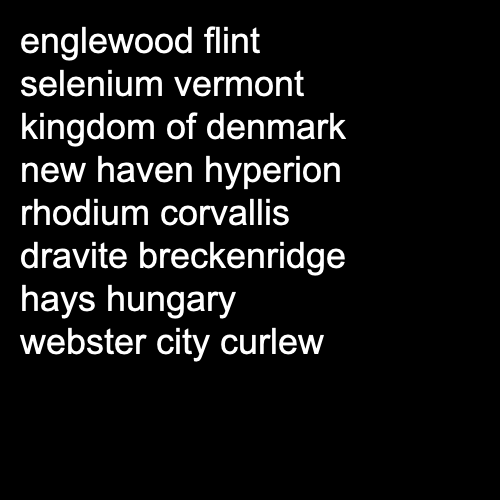 englewood flint
selenium vermont
kingdom of denmark
new haven hyperion
rhodium corvallis
dravite breckenridge
hays hungary
webster city curlew